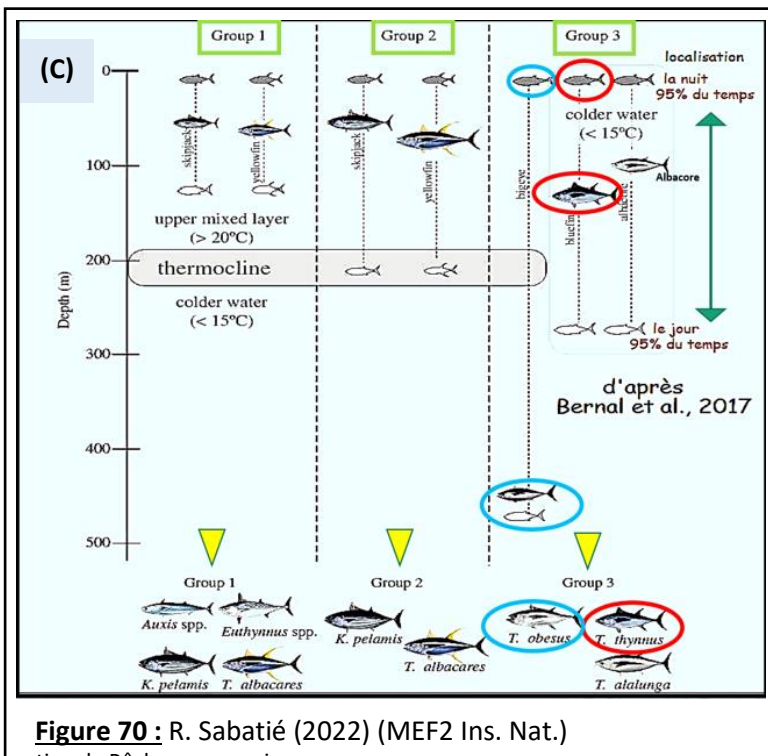 Group 1
Group 2
Group 3
(C)
localisation
la nuit
95% du temps
0
100
200
300
400
500
Depth (m)
skipjack
yellowfin
skipjack
yellowfin
bigeye
bluefin
albacore
colder water
(< 15ºC)
Albacore
upper mixed layer
(> 20ºC)
thermocline
colder water
(< 15ºC)
le jour
95% du temps
d'après
Bernal et al., 2017
Group 1
Group 2
Group 3
Auxis spp.
Euthynnus spp.
K. pelamis
T. albacares
K. pelamis
T. albacares
T. obesus
T. thynnus
T. alalunga
Figure 70 : R. Sabatié (2022) (MEF2 Ins. Nat.)